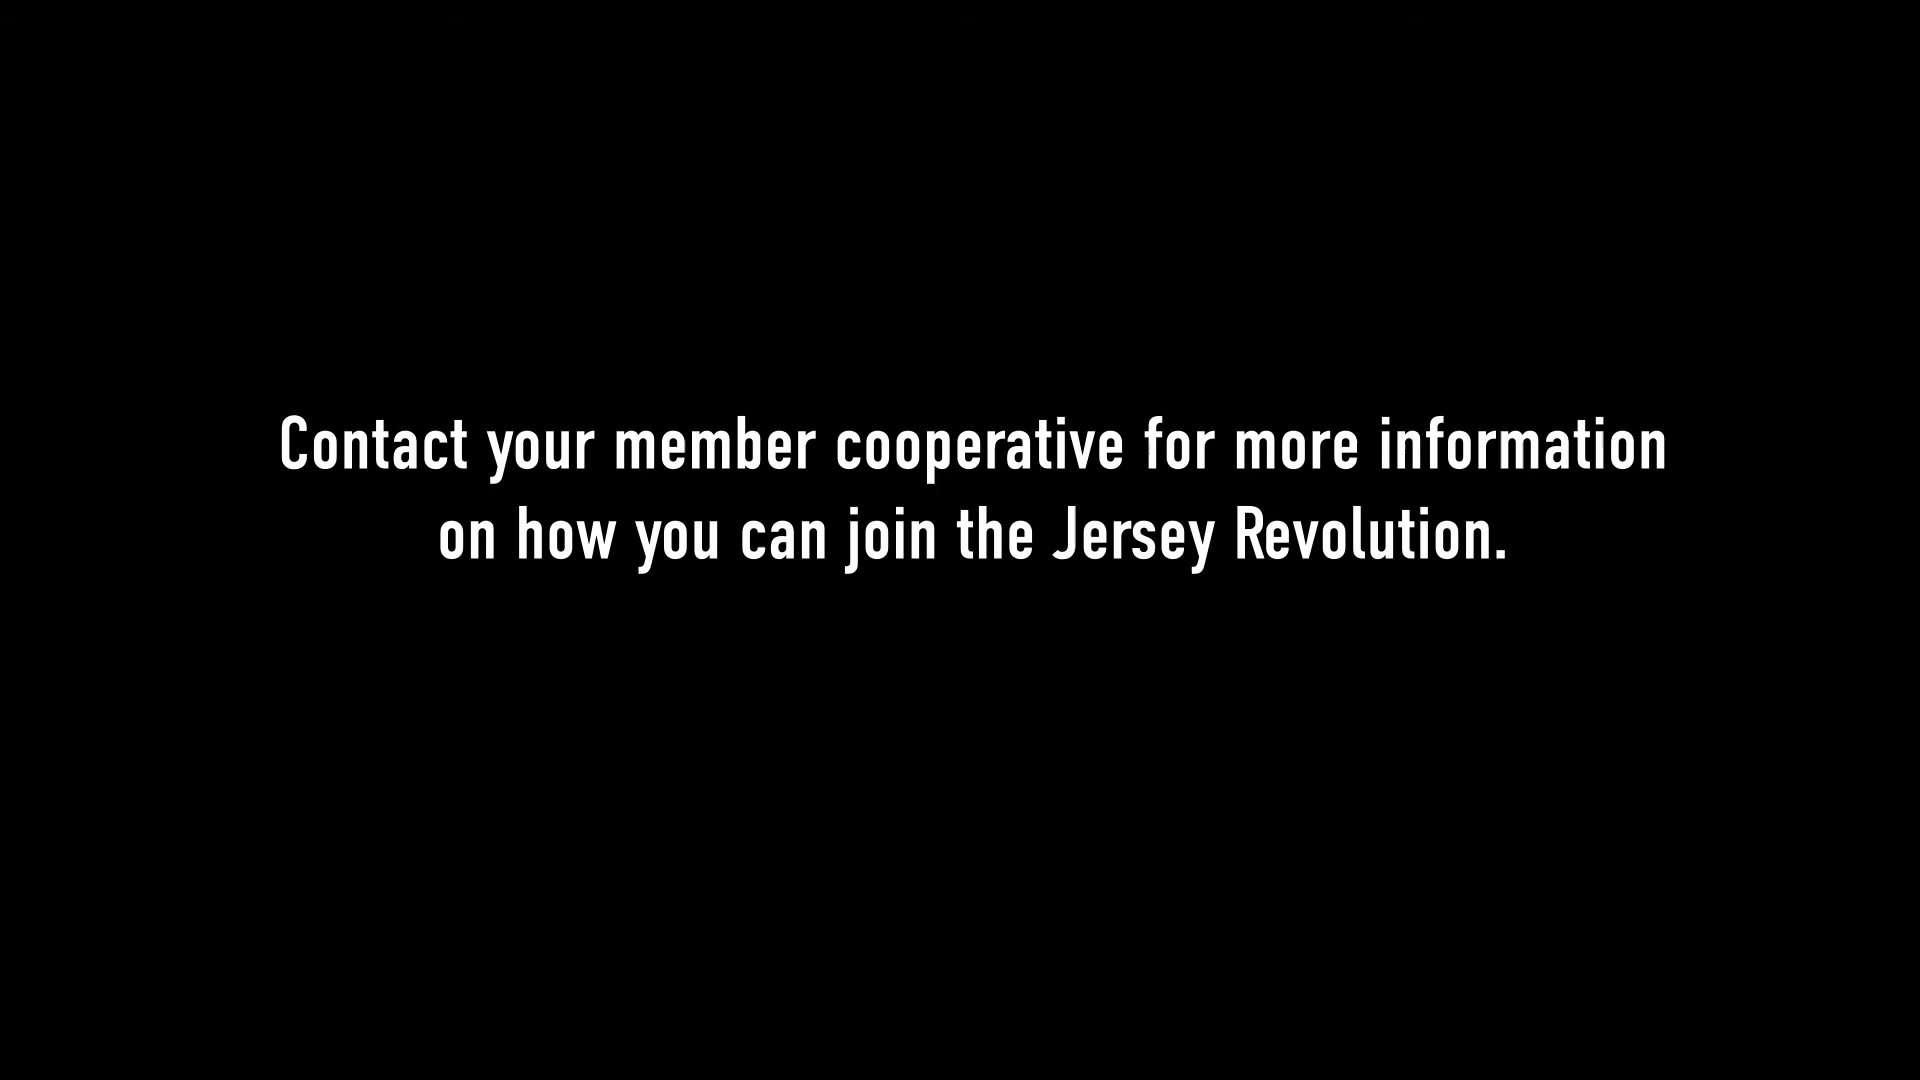 Contact your member cooperative for more information
on how you can join the Jersey Revolution.